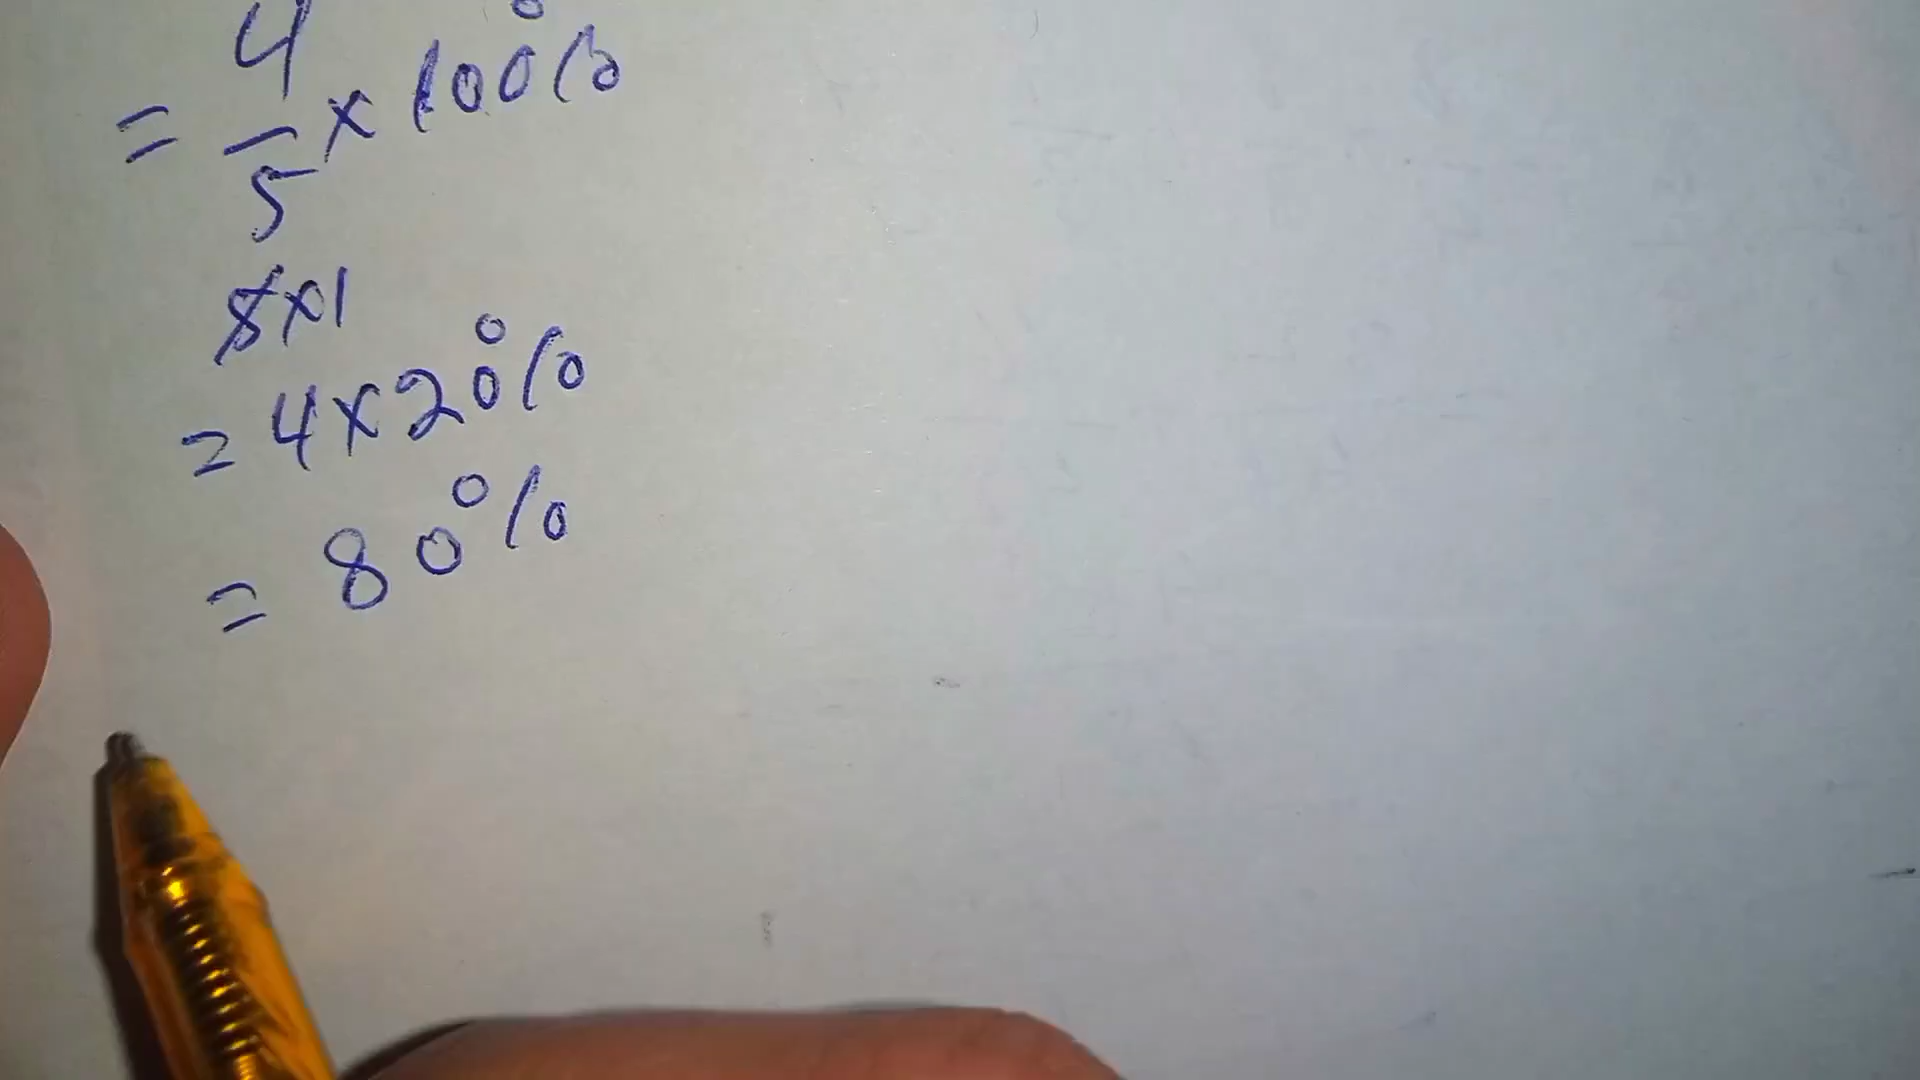 = 4/5 × 100%
8×1
= 4×20%
= 80%